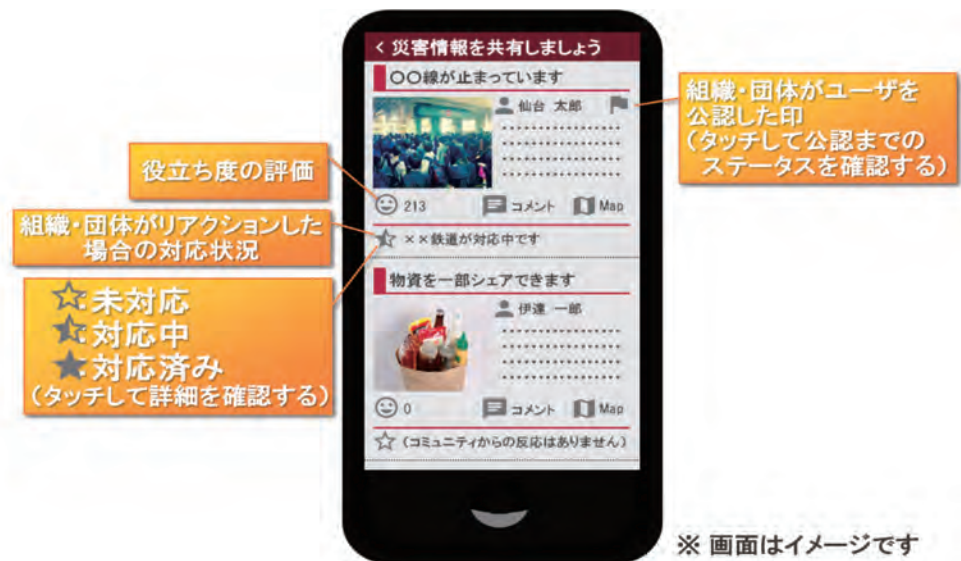 < 災害情報を共有しましょう
〇〇線が止まっています
仙台 太郎
213
コメント
Map
××鉄道が対応中です
物資を一部シェアできます
伊達 一郎
0
コメント
Map
(コミュニティからの反応はありません)
役立ち度の評価
組織・団体がリアクションした
場合の対応状況
☆:未対応
:対応中
★:対応済み
(タッチして詳細を確認する)
組織・団体がユーザを
公認した印
(タッチして公認までの
ステータスを確認する)
※ 画面はイメージです